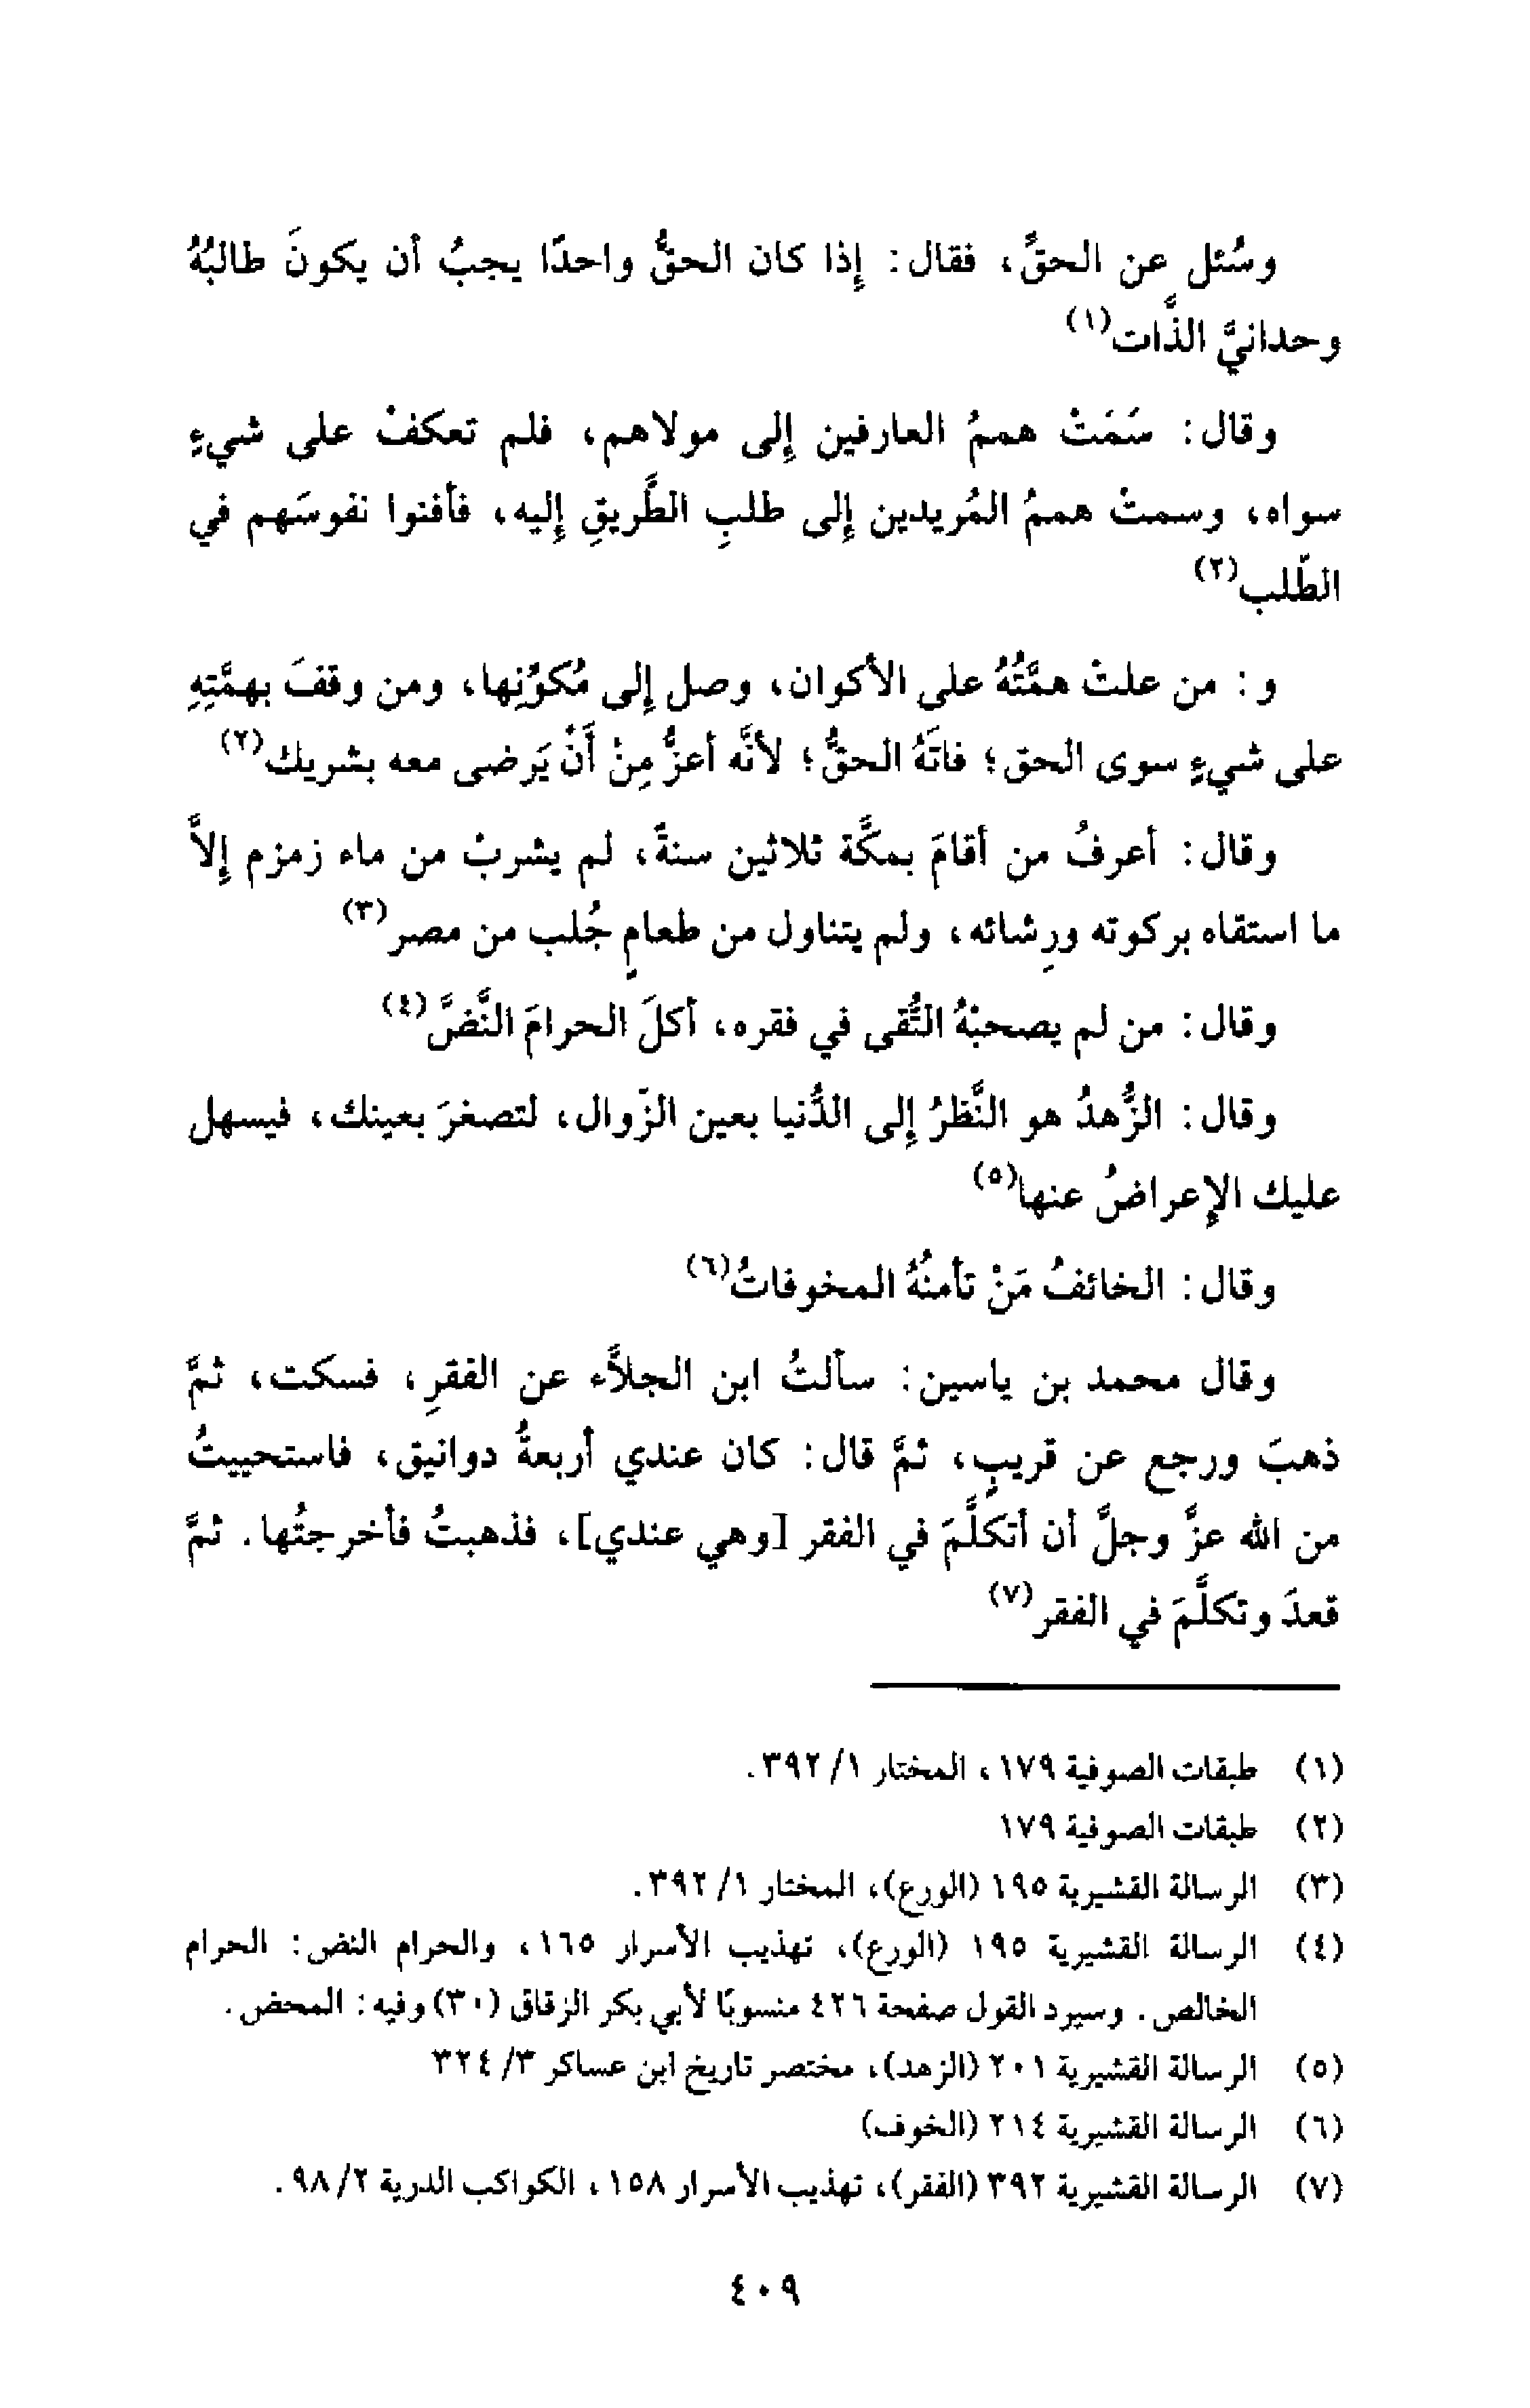 وسُئل عن الحقِّ، فقال: إذا كان الحقُّ واحدًا يجبُ أن يكونَ طالبُهُ
وحدانيَّ الذَّات(١)
وقال: سَمَتْ هممُ العارفين إلى مولاهم، فلم تعكفْ على شيءٍ
سواه، وسمتْ هممُ المُريدين إلى طلبِ الطَّريقِ إليه، فأفنوا نفوسَهم في
الطّلب(٢)
و: من علتْ همَّتُهُ على الأكوان، وصل إلى مُكوِّنِها، ومن وقفَ بهمَّتِهِ
على شيءٍ سوى الحق؛ فاتَهُ الحقُّ؛ لأنَّه أعزُّ مِنْ أَنْ يَرضى معه بشريك(٢)
وقال: أعرفُ من أقامَ بمكَّة ثلاثين سنةً، لم يشربْ من ماء زمزم إلاَّ
ما استقاه بركوته ورِشائه، ولم يتناول من طعامٍ جُلب من مصر(٣)
وقال: من لم يصحبْهُ التُّقى في فقره، أكلَ الحرامَ النَّضَّ(٤)
وقال: الزُّهدُ هو النَّظرُ إلى الدُّنيا بعين الزّوال، لتصغرَ بعينك، فيسهل
عليك الإعراضُ عنها(٥)
وقال: الخائفُ مَنْ تأمنُهُ المخوفاتُ(٦)
وقال محمد بن ياسين: سألتُ ابن الجلاَّء عن الفقرِ، فسكت، ثمَّ
ذهبَ ورجع عن قريبٍ، ثمَّ قال: كان عندي أربعةُ دوانيق، فاستحييتُ
من الله عزَّ وجلَّ أن أتكلَّمَ في الفقر [وهي عندي]، فذهبتُ فأخرجتُها. ثمَّ
قعدَ وتكلَّمَ في الفقر(٧)
(١) طبقات الصوفية ١٧٩، المختار ١/ ٣٩٢.
(٢) طبقات الصوفية ١٧٩
(٣) الرسالة القشيرية ١٩٥ (الورع)، المختار ١/ ٣٩٢.
(٤) الرسالة القشيرية ١٩٥ (الورع)، تهذيب الأسرار ١٦٥، والحرام النض: الحرام
الخالص. وسيرد القول صفحة ٤٢٦ منسوبًا لأبي بكر الزقاق (٣٠) وفيه: المحض.
(٥) الرسالة القشيرية ٢٠١ (الزهد)، مختصر تاريخ ابن عساكر ٣/ ٣٢٤
(٦) الرسالة القشيرية ٢١٤ (الخوف)
(٧) الرسالة القشيرية ٣٩٢ (الفقر)، تهذيب الأسرار ١٥٨، الكواكب الدرية ٢/ ٩٨.
٤٠٩